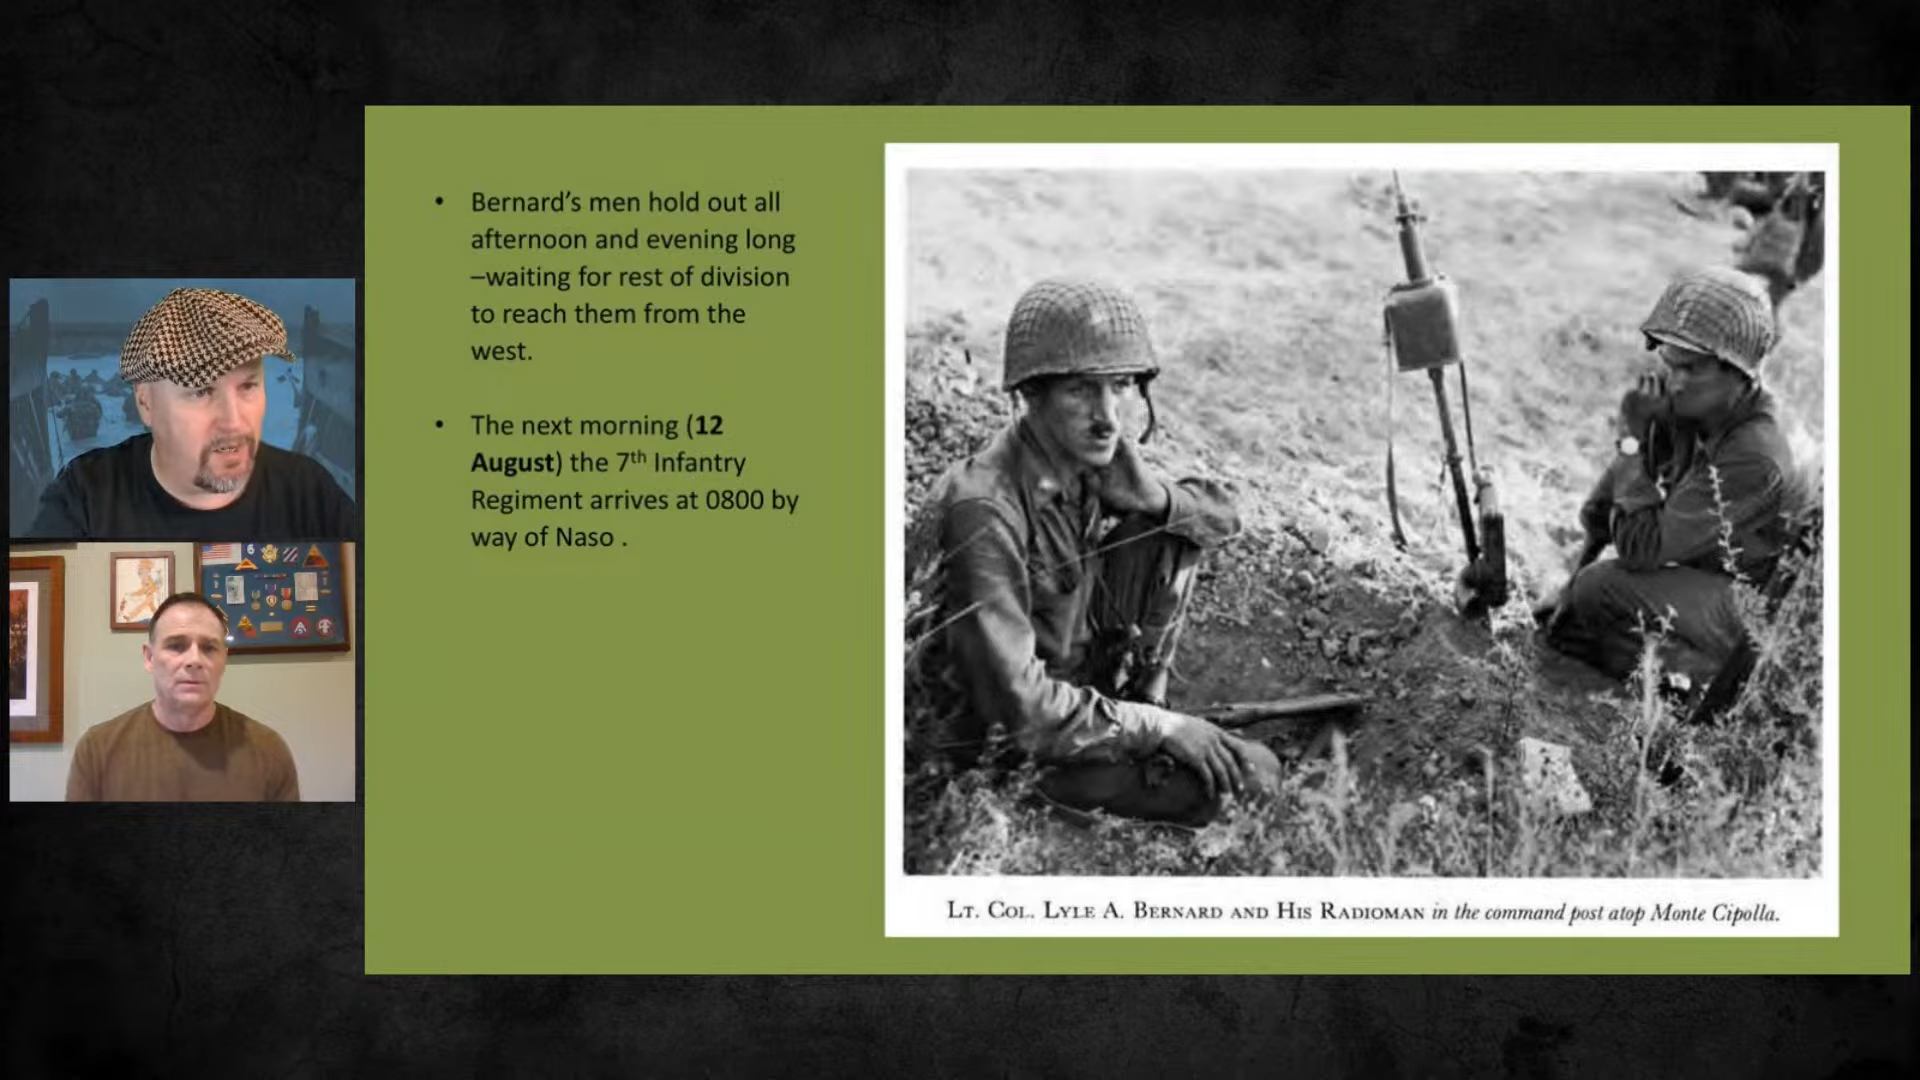 Bernard's men hold out all
afternoon and evening long
–waiting for rest of division
to reach them from the
west.
The next morning (12
August) the 7th Infantry
Regiment arrives at 0800 by
way of Naso .
Lt. Col. Lyle A. Bernard and His Radioman in the command post atop Monte Cipolla.